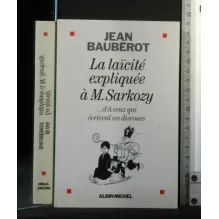 JEAN
BAUBÉROT
La laïcité
expliquée
à M. Sarkozy
...et à ceux qui
écrivent ses discours
ALBIN MICHEL